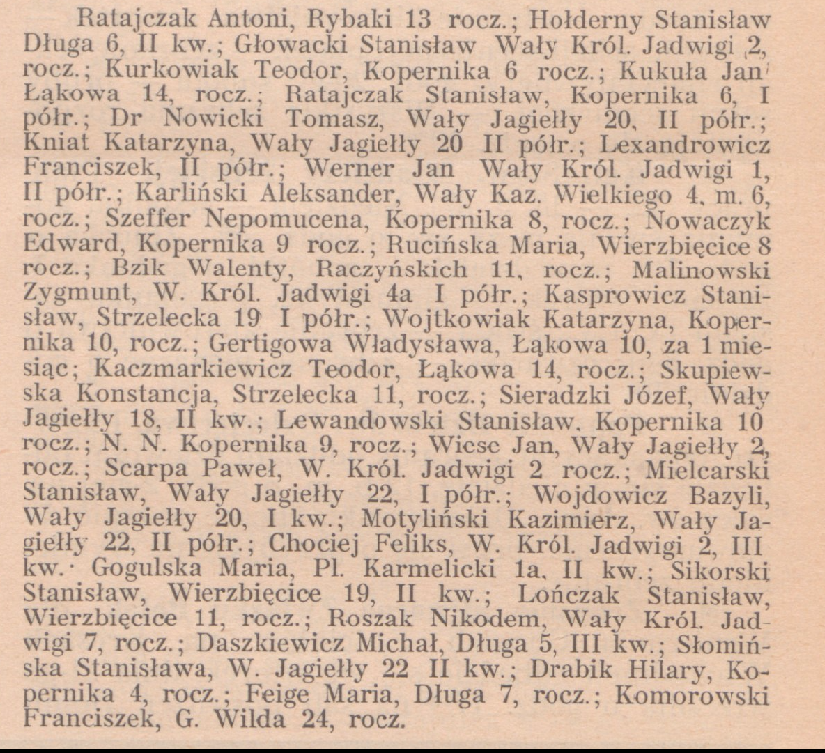 Ratajczak Antoni, Rybaki 13 rocz.; Hołderny Stanisław
Długa 6, II kw.; Głowacki Stanisław Wały Król. Jadwigi 2,
rocz.; Kurkowiak Teodor, Kopernika 6 rocz.; Kukuła Jan
Łąkowa 14, rocz.; Ratajczak Stanisław, Kopernika 6, I
półr.; Dr Nowicki Tomasz, Wały Jagiełły 20, II półr.;
Kniat Katarzyna, Wały Jagiełły 20 II półr.; Lexandrowicz
Franciszek, II półr.; Werner Jan Wały Król. Jadwigi 1,
II półr.; Karliński Aleksander, Wały Kaz. Wielkiego 4. m. 6,
rocz.; Szeffer Nepomucena, Kopernika 8, rocz.; Nowaczyk
Edward, Kopernika 9 rocz.; Rucińska Maria, Wierzbięcice 8
rocz.; Bzik Walenty, Raczyńskich 11, rocz.; Malinowski
Zygmunt, W. Król. Jadwigi 4a I półr.; Kasprowicz Stani-
sław, Strzelecka 19 I półr.; Wojtkowiak Katarzyna, Koper-
nika 10, rocz.; Gertigowa Władysława, Łąkowa 10, za 1 mie-
siąc; Kaczmarkiewicz Teodor, Łąkowa 14, rocz.; Skupiew-
ska Konstancja, Strzelecka 11, rocz.; Sieradzki Józef, Wały
Jagiełły 18, II kw.; Lewandowski Stanisław. Kopernika 10
rocz.; N. N. Kopernika 9, rocz.; Wiese Jan, Wały Jagiełły 2,
rocz.; Scarpa Paweł, W. Król. Jadwigi 2 rocz.; Mielcarski
Stanisław, Wały Jagiełły 22, I półr.; Wojdowicz Bazyli,
Wały Jagiełły 20, I kw.; Motyliński Kazimierz, Wały Ja-
giełły 22, II półr.; Chociej Feliks, W. Król. Jadwigi 2, III
kw.· Gogulska Maria, Pl. Karmelicki 1a, II kw.; Sikorski
Stanisław, Wierzbięcice 19, II kw.; Lończak Stanisław,
Wierzbięcice 11, rocz.; Roszak Nikodem, Wały Król. Jad-
wigi 7, rocz.; Daszkiewicz Michał, Długa 5, III kw.; Słomiń-
ska Stanisława, W. Jagiełły 22 II kw.; Drabik Hilary, Ko-
pernika 4, rocz.; Feige Maria, Długa 7, rocz.; Komorowski
Franciszek, G. Wilda 24, rocz.